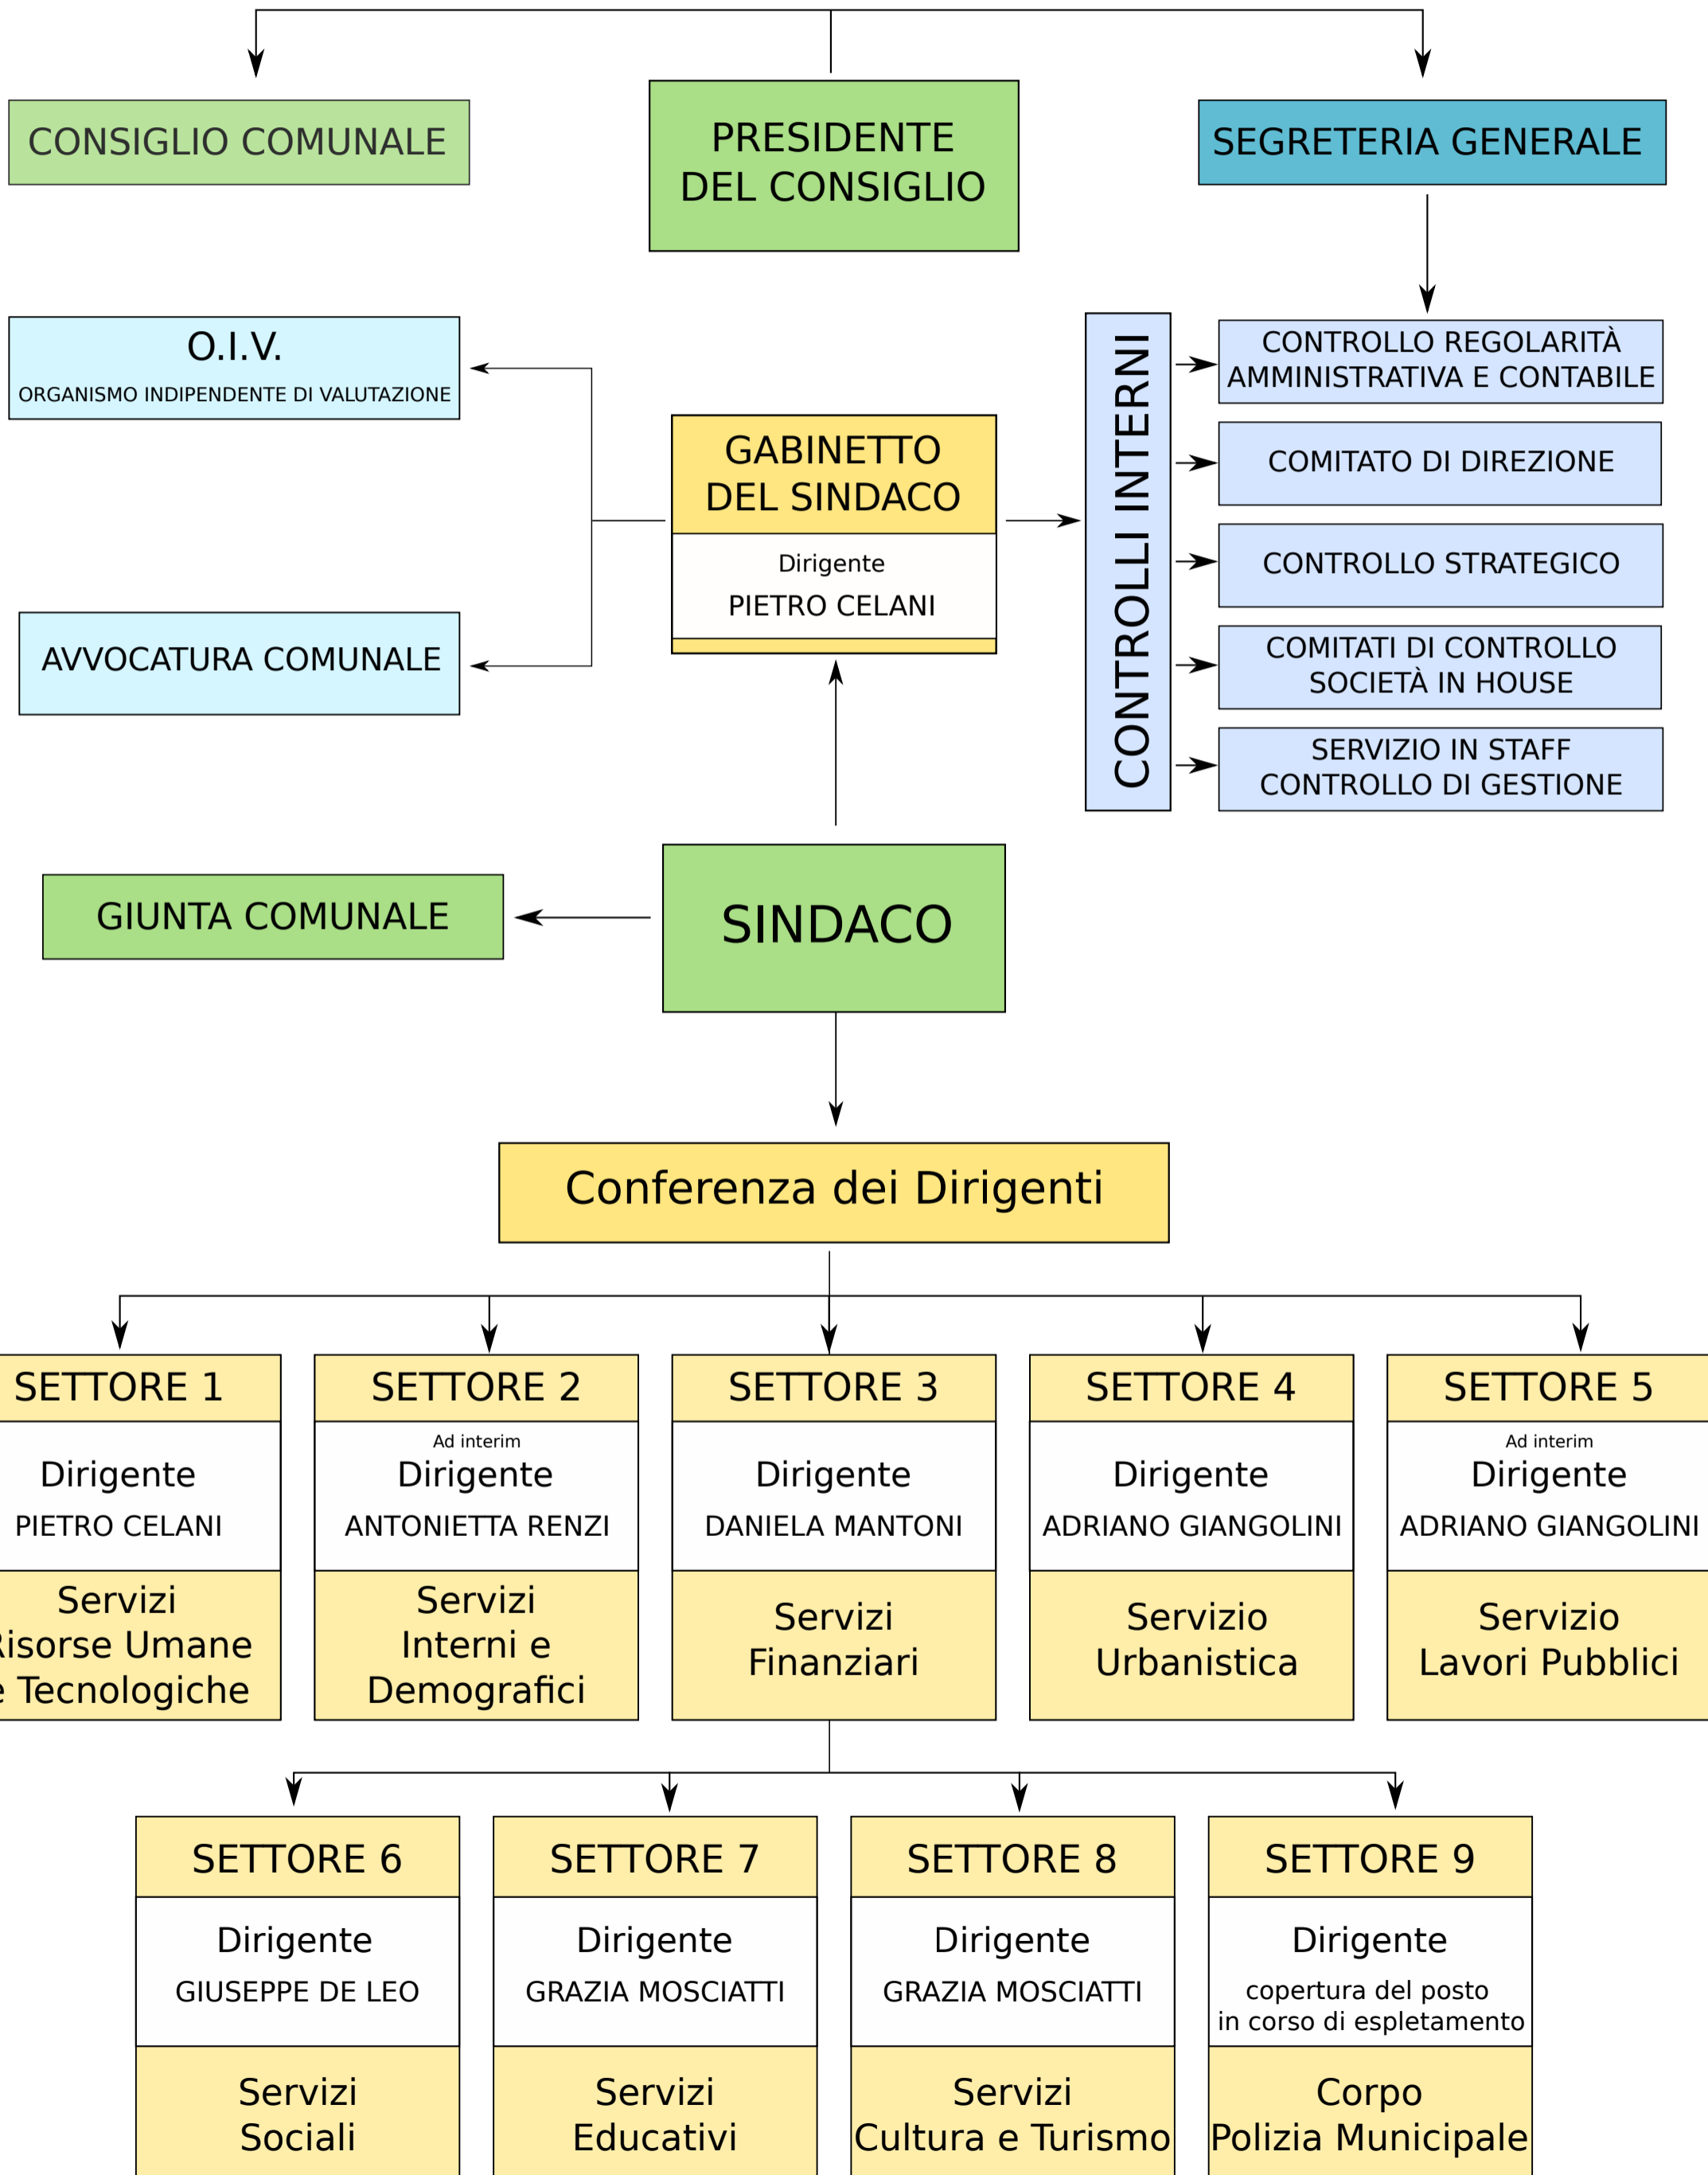 CONSIGLIO COMUNALE
PRESIDENTE
DEL CONSIGLIO
SEGRETERIA GENERALE
O.I.V.
ORGANISMO INDIPENDENTE DI VALUTAZIONE
AVVOCATURA COMUNALE
GABINETTO
DEL SINDACO
Dirigente
PIETRO CELANI
CONTROLLI INTERNI
CONTROLLO REGOLARITÀ
AMMINISTRATIVA E CONTABILE
COMITATO DI DIREZIONE
CONTROLLO STRATEGICO
COMITATI DI CONTROLLO
SOCIETÀ IN HOUSE
SERVIZIO IN STAFF
CONTROLLO DI GESTIONE
GIUNTA COMUNALE
SINDACO
Conferenza dei Dirigenti
SETTORE 1
Dirigente
PIETRO CELANI
Servizi
Risorse Umane
e Tecnologiche
SETTORE 2
Ad interim
Dirigente
ANTONIETTA RENZI
Servizi
Interni e
Demografici
SETTORE 3
Dirigente
DANIELA MANTONI
Servizi
Finanziari
SETTORE 4
Dirigente
ADRIANO GIANGOLINI
Servizio
Urbanistica
SETTORE 5
Ad interim
Dirigente
ADRIANO GIANGOLINI
Servizio
Lavori Pubblici
SETTORE 6
Dirigente
GIUSEPPE DE LEO
Servizi
Sociali
SETTORE 7
Dirigente
GRAZIA MOSCIATTI
Servizi
Educativi
SETTORE 8
Dirigente
GRAZIA MOSCIATTI
Servizi
Cultura e Turismo
SETTORE 9
Dirigente
copertura del posto
in corso di espletamento
Corpo
Polizia Municipale